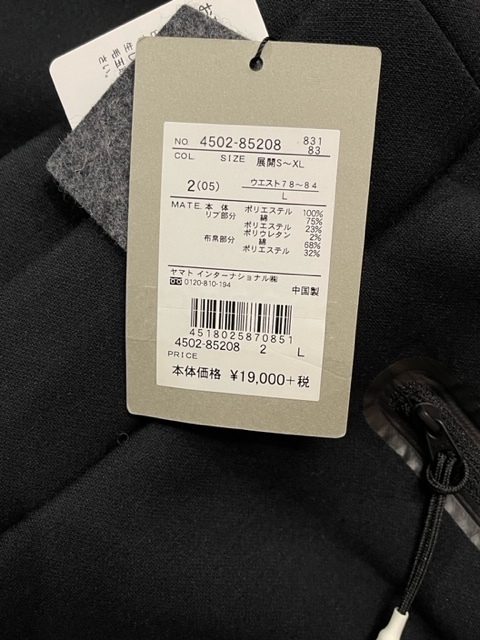 NO 4502-85208 831
83
COL. SIZE 展開S〜XL
2(05) ウエスト78〜84
L
MATE. 本体 ポリエステル 100%
リブ部分 綿 75%
ポリエステル 23%
ポリウレタン 2%
布帛部分 綿 68%
ポリエステル 32%
ヤマト インターナショナル㈱
0120-810-194 中国製
4518025870851
4502-85208 2 L
PRICE
本体価格 ¥19,000+税